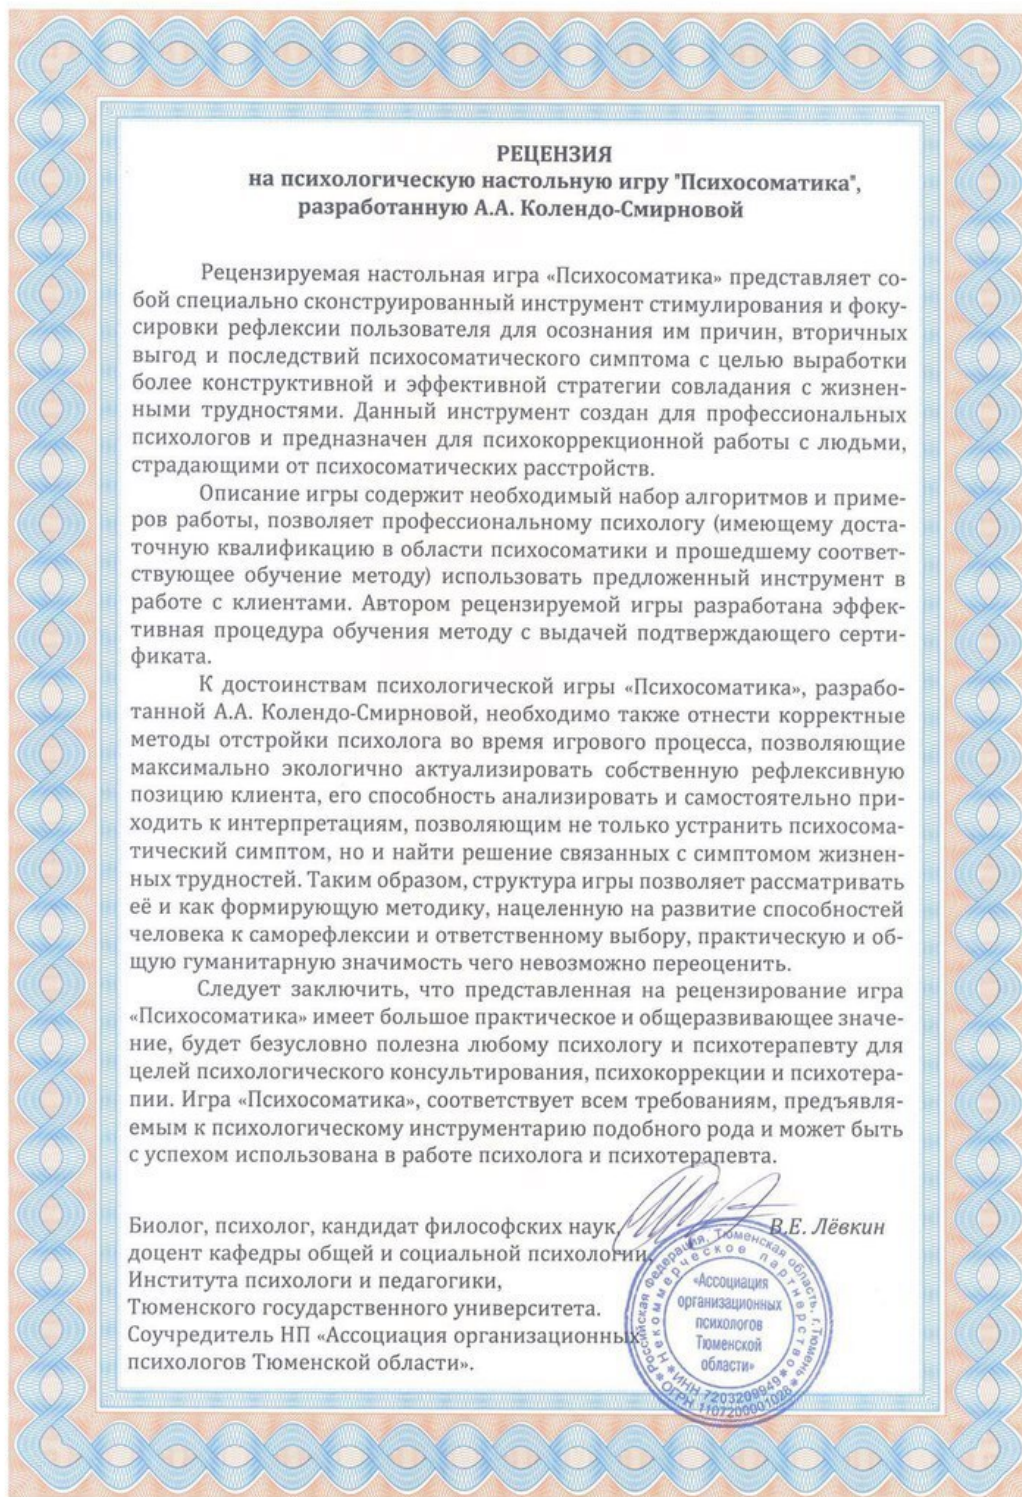 РЕЦЕНЗИЯ
на психологическую настольную игру "Психосоматика",
разработанную А.А. Колендо-Смирновой
Рецензируемая настольная игра «Психосоматика» представляет со-
бой специально сконструированный инструмент стимулирования и фоку-
сировки рефлексии пользователя для осознания им причин, вторичных
выгод и последствий психосоматического симптома с целью выработки
более конструктивной и эффективной стратегии совладания с жизнен-
ными трудностями. Данный инструмент создан для профессиональных
психологов и предназначен для психокоррекционной работы с людьми,
страдающими от психосоматических расстройств.
Описание игры содержит необходимый набор алгоритмов и приме-
ров работы, позволяет профессиональному психологу (имеющему доста-
точную квалификацию в области психосоматики и прошедшему соответ-
ствующее обучение методу) использовать предложенный инструмент в
работе с клиентами. Автором рецензируемой игры разработана эффек-
тивная процедура обучения методу с выдачей подтверждающего серти-
фиката.
К достоинствам психологической игры «Психосоматика», разрабо-
танной А.А. Колендо-Смирновой, необходимо также отнести корректные
методы отстройки психолога во время игрового процесса, позволяющие
максимально экологично актуализировать собственную рефлексивную
позицию клиента, его способность анализировать и самостоятельно при-
ходить к интерпретациям, позволяющим не только устранить психосома-
тический симптом, но и найти решение связанных с симптомом жизнен-
ных трудностей. Таким образом, структура игры позволяет рассматривать
её и как формирующую методику, нацеленную на развитие способностей
человека к саморефлексии и ответственному выбору, практическую и об-
щую гуманитарную значимость чего невозможно переоценить.
Следует заключить, что представленная на рецензирование игра
«Психосоматика» имеет большое практическое и общеразвивающее значе-
ние, будет безусловно полезна любому психологу и психотерапевту для
целей психологического консультирования, психокоррекции и психотера-
пии. Игра «Психосоматика», соответствует всем требованиям, предъявля-
емым к психологическому инструментарию подобного рода и может быть
с успехом использована в работе психолога и психотерапевта.
Биолог, психолог, кандидат философских наук, В.Е. Лёвкин
доцент кафедры общей и социальной психологии,
Института психологи и педагогики,
Тюменского государственного университета.
Соучредитель НП «Ассоциация организационных
психологов Тюменской области».
Российская Федерация, Тюменская область, г. Тюмень
Некоммерческое партнерство
«Ассоциация
организационных
психологов
Тюменской
области»
ИНН 7203209949
ОГРН 1107200001028